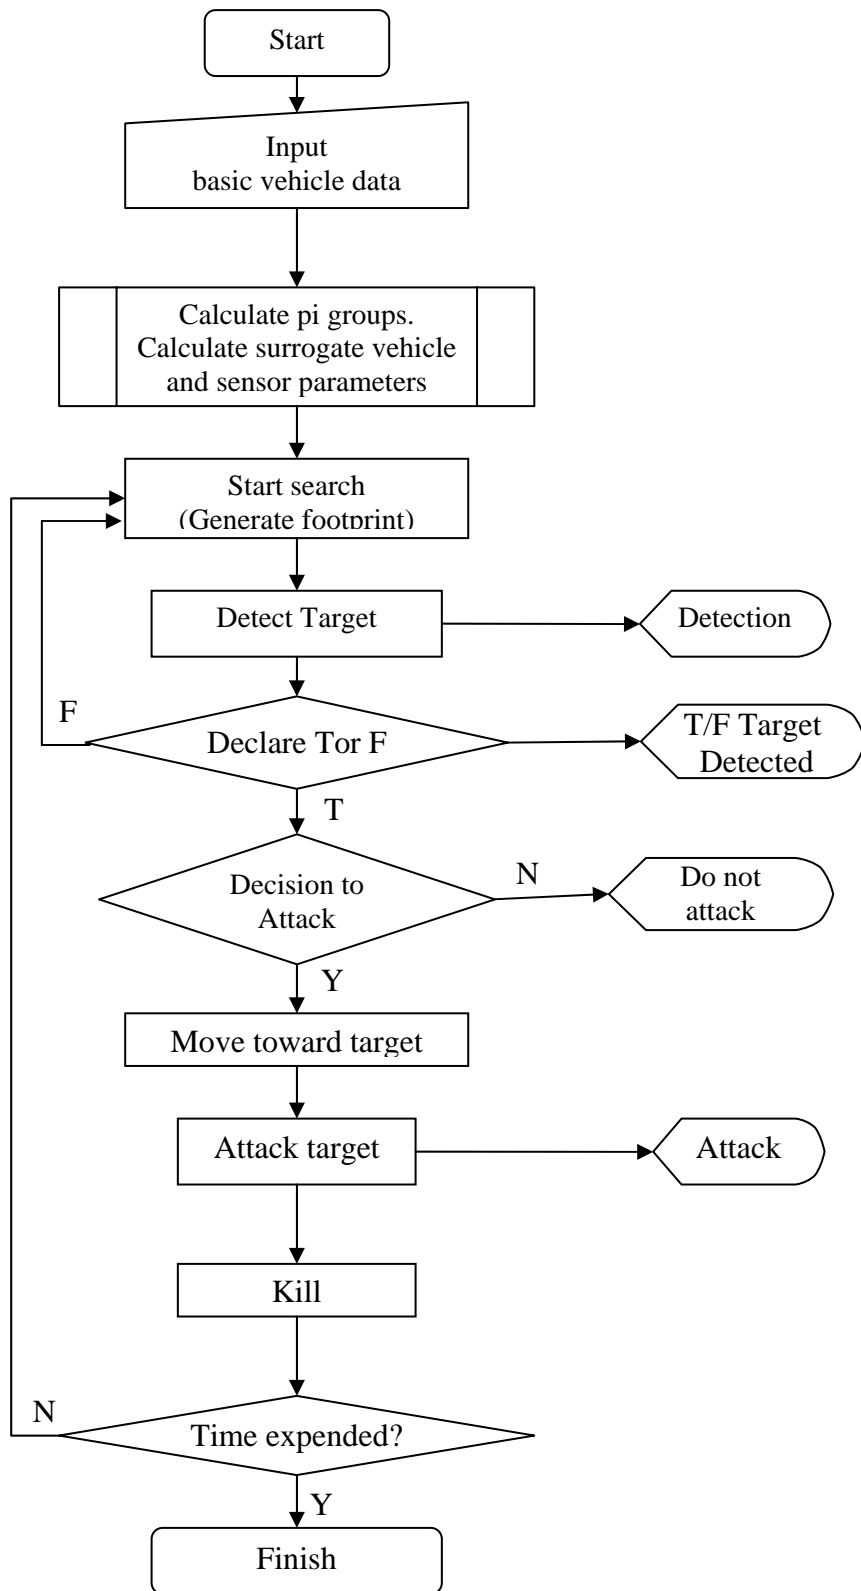 Start
Input
basic vehicle data
Calculate pi groups.
Calculate surrogate vehicle
and sensor parameters
Start search
(Generate footprint)
Detect Target
Detection
F
Declare Tor F
T/F Target
Detected
T
Decision to
Attack
N
Do not
attack
Y
Move toward target
Attack target
Attack
Kill
N
Time expended?
Y
Finish